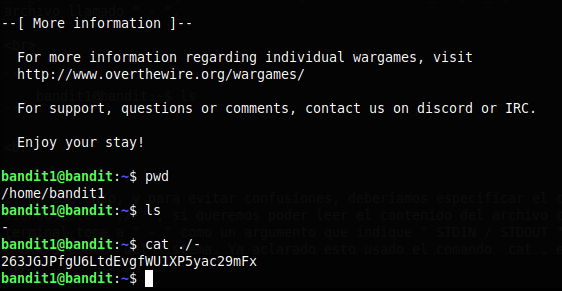 --[ More information ]--
For more information regarding individual wargames, visit
http://www.overthewire.org/wargames/
For support, questions or comments, contact us on discord or IRC.
Enjoy your stay!
bandit1@bandit:~$ pwd
/home/bandit1
bandit1@bandit:~$ ls
-
bandit1@bandit:~$ cat ./-
263JGJPfgU6LtdEvgfWU1XP5yac29mFx
bandit1@bandit:~$